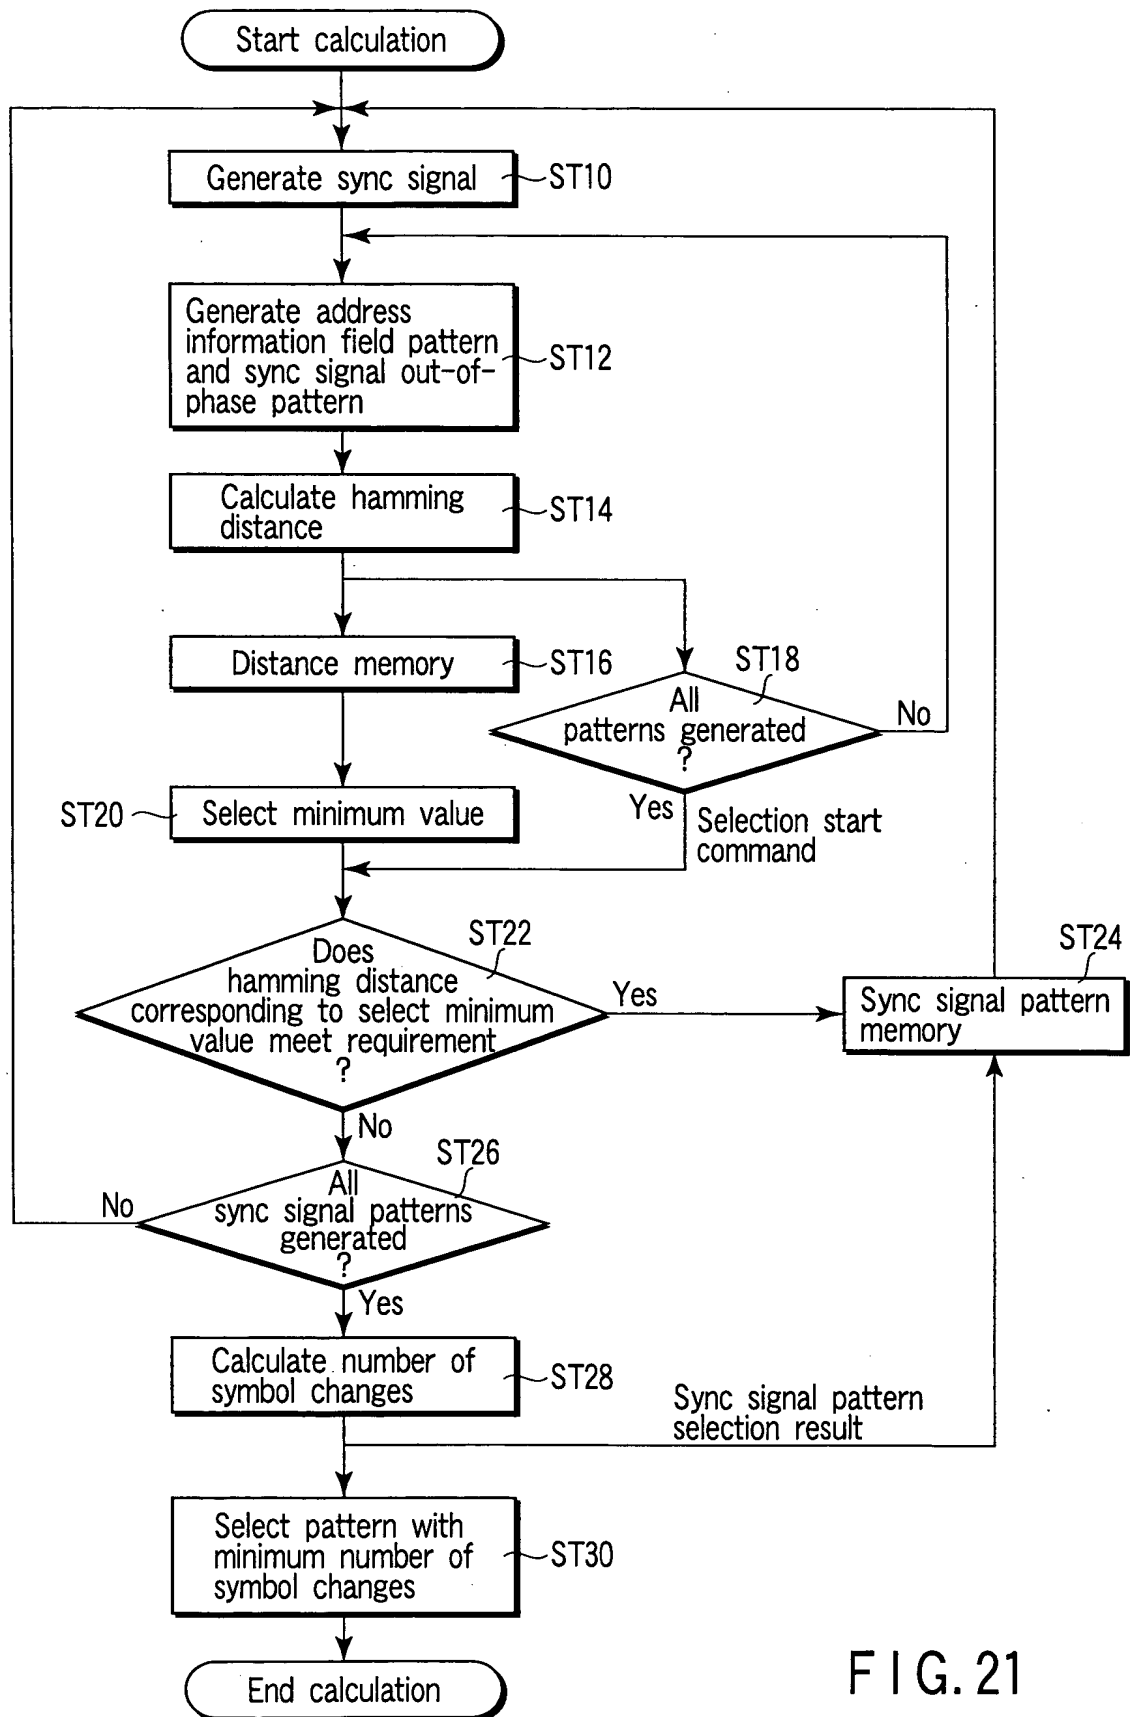 Start calculation
Generate sync signal
ST10
Generate address
information field pattern
and sync signal out-of-
phase pattern
ST12
Calculate hamming
distance
ST14
Distance memory
ST16
ST18
All
patterns generated
?
No
Yes
Selection start
command
ST20
Select minimum value
ST22
Does
hamming distance
corresponding to select minimum
value meet requirement
?
Yes
ST24
Sync signal pattern
memory
No
ST26
All
sync signal patterns
generated
?
No
Yes
Calculate number of
symbol changes
ST28
Sync signal pattern
selection result
Select pattern with
minimum number of
symbol changes
ST30
End calculation
FIG. 21